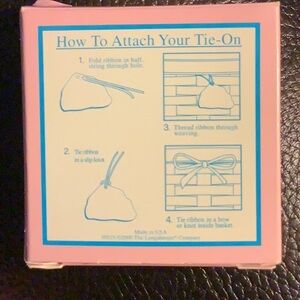 How To Attach Your Tie-On
1. Fold ribbon in half,
string through hole.
2. Tie ribbon
in a slip knot.
3. Thread ribbon through
weaving.
4. Tie ribbon in a bow
or knot inside basket.
Made in USA
The Longaberger® Company